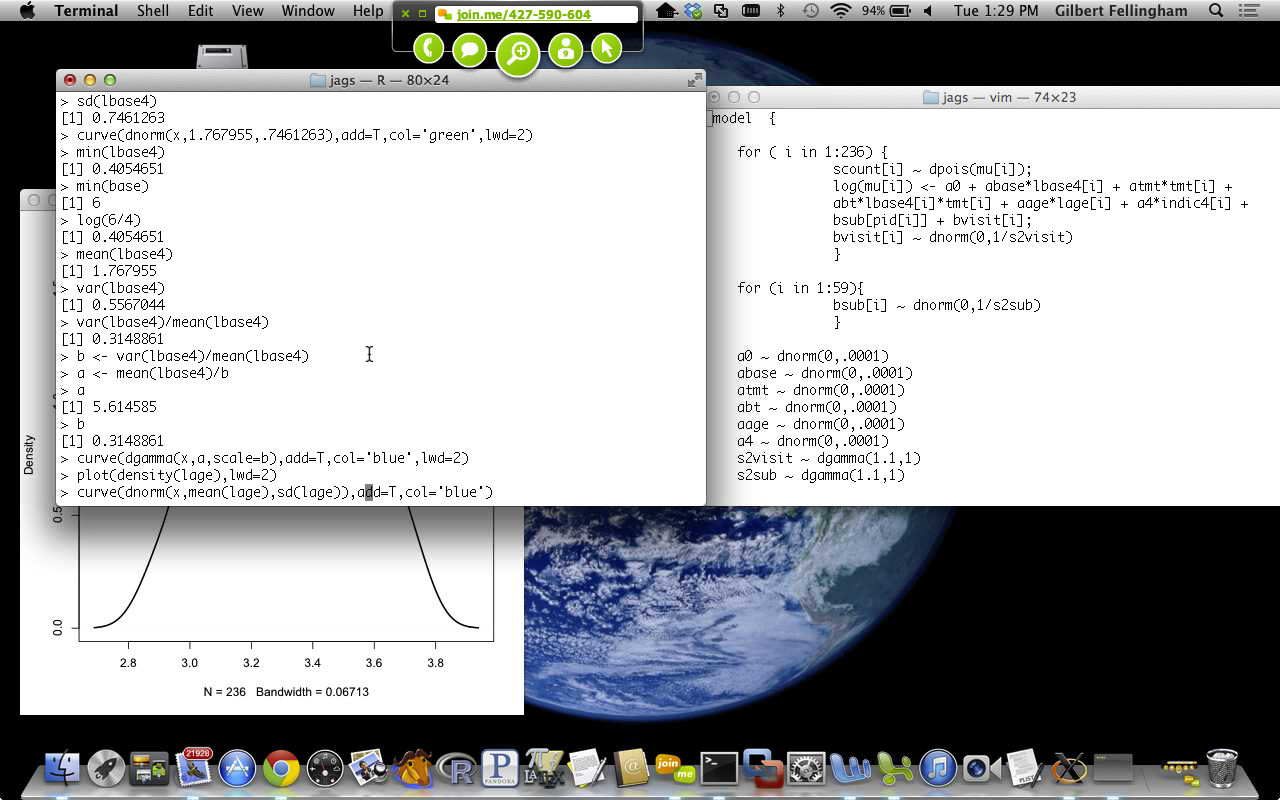 Terminal Shell Edit View Window Help
join.me/427-590-604
94% Tue 1:29 PM Gilbert Fellingham
jags — R — 80×24
> sd(lbase4)
[1] 0.7461263
> curve(dnorm(x,1.767955,.7461263),add=T,col='green',lwd=2)
> min(lbase4)
[1] 0.4054651
> min(base)
[1] 6
> log(6/4)
[1] 0.4054651
> mean(lbase4)
[1] 1.767955
> var(lbase4)
[1] 0.5567044
> var(lbase4)/mean(lbase4)
[1] 0.3148861
> b <- var(lbase4)/mean(lbase4)
> a <- mean(lbase4)/b
> a
[1] 5.614585
> b
[1] 0.3148861
> curve(dgamma(x,a,scale=b),add=T,col='blue',lwd=2)
> plot(density(lage),lwd=2)
> curve(dnorm(x,mean(lage),sd(lage)),add=T,col='blue')
jags — vim — 74×23
model {
for ( i in 1:236) {
scount[i] ~ dpois(mu[i]);
log(mu[i]) <- a0 + abase*lbase4[i] + atmt*tmt[i] +
abt*lbase4[i]*tmt[i] + aage*lage[i] + a4*indic4[i] +
bsub[pid[i]] + bvisit[i];
bvisit[i] ~ dnorm(0,1/s2visit)
}
for (i in 1:59){
bsub[i] ~ dnorm(0,1/s2sub)
}
a0 ~ dnorm(0,.0001)
abase ~ dnorm(0,.0001)
atmt ~ dnorm(0,.0001)
abt ~ dnorm(0,.0001)
aage ~ dnorm(0,.0001)
a4 ~ dnorm(0,.0001)
s2visit ~ dgamma(1.1,1)
s2sub ~ dgamma(1.1,1)
Density
0.0
2.8 3.0 3.2 3.4 3.6 3.8
N = 236 Bandwidth = 0.06713
21928
PANDORA
join
me
PLIST